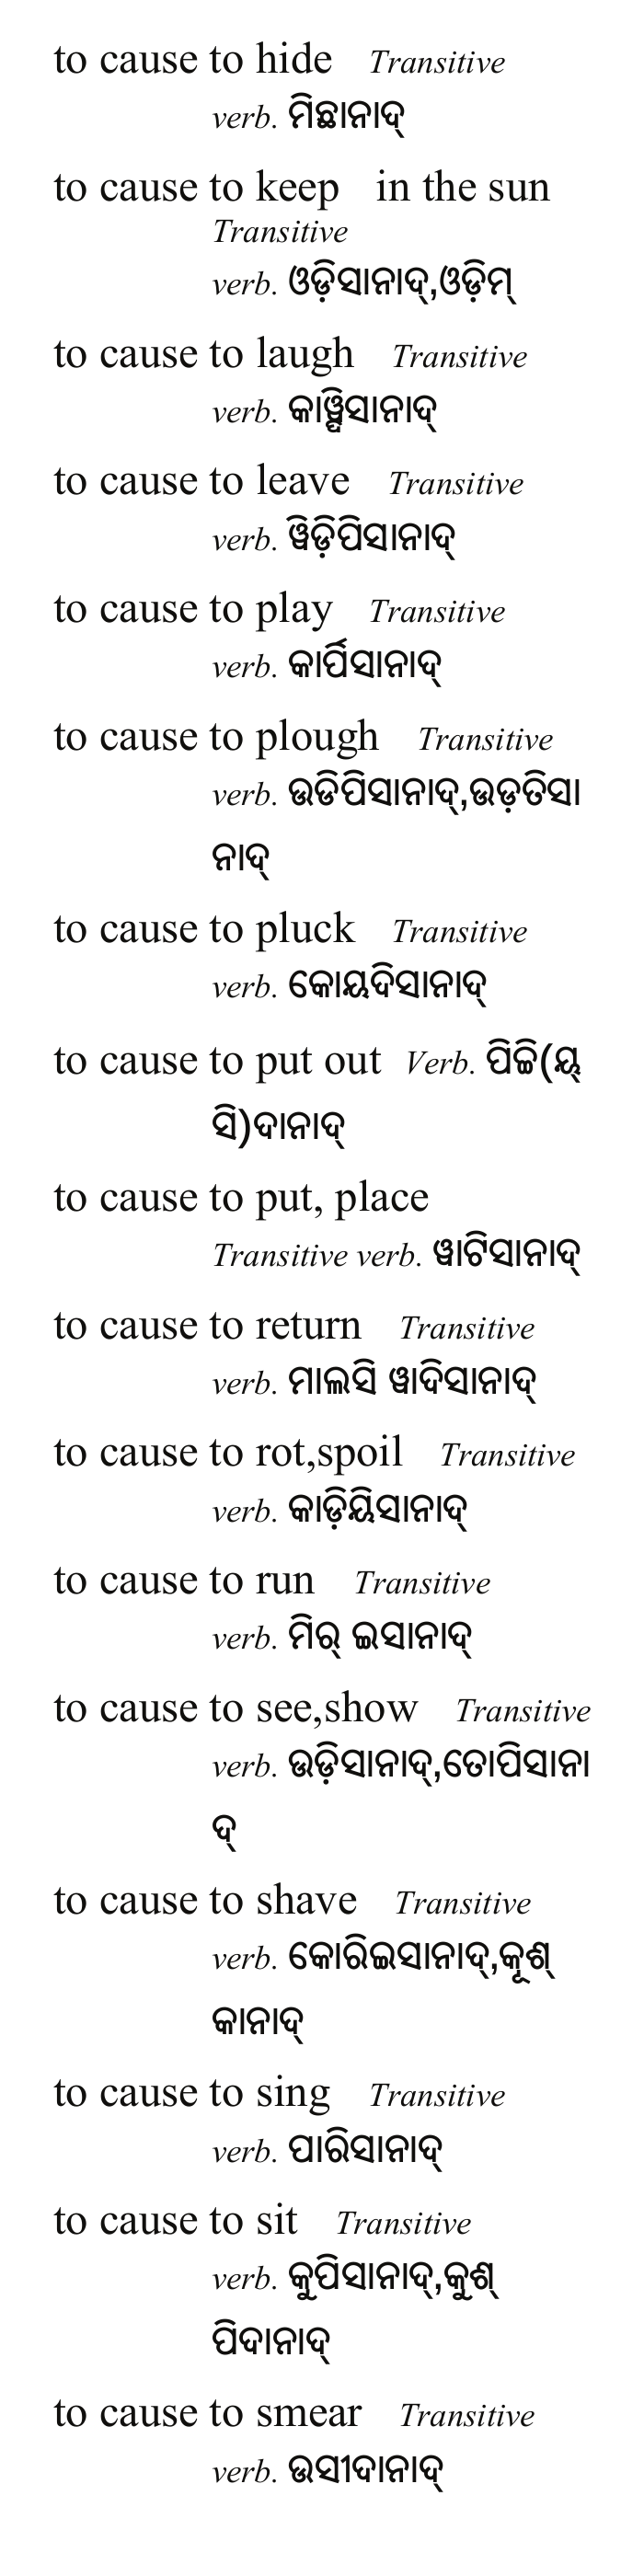 to cause to hide Transitive
verb. ମିଛାନାଦ୍
to cause to keep in the sun
Transitive
verb. ଓଡ଼ିସାନାଦ୍,ଓଡ଼ିମ୍
to cause to laugh Transitive
verb. କାୱ୍ପିସାନାଦ୍
to cause to leave Transitive
verb. ୱିଡ଼ିପିସାନାଦ୍
to cause to play Transitive
verb. କାର୍ପିସାନାଦ୍
to cause to plough Transitive
verb. ଉଡିପିସାନାଦ୍,ଉଡ଼ତିସା
ନାଦ୍
to cause to pluck Transitive
verb. କୋୟଦିସାନାଦ୍
to cause to put out Verb. ପିଚ୍ଚି(ୟ୍
ସି)ଦାନାଦ୍
to cause to put, place
Transitive verb. ୱାଟିସାନାଦ୍
to cause to return Transitive
verb. ମାଲସି ୱାଦିସାନାଦ୍
to cause to rot,spoil Transitive
verb. କାଡ଼ିୟିସାନାଦ୍
to cause to run Transitive
verb. ମିର୍ ଇସାନାଦ୍
to cause to see,show Transitive
verb. ଉଡ଼ିସାନାଦ୍,ତୋପିସାନା
ଦ୍
to cause to shave Transitive
verb. କୋରିଇସାନାଦ୍,କୂଶ୍
କାନାଦ୍
to cause to sing Transitive
verb. ପାରିସାନାଦ୍
to cause to sit Transitive
verb. କୁପିସାନାଦ୍,କୁଶ୍
ପିଦାନାଦ୍
to cause to smear Transitive
verb. ଉସୀଦାନାଦ୍